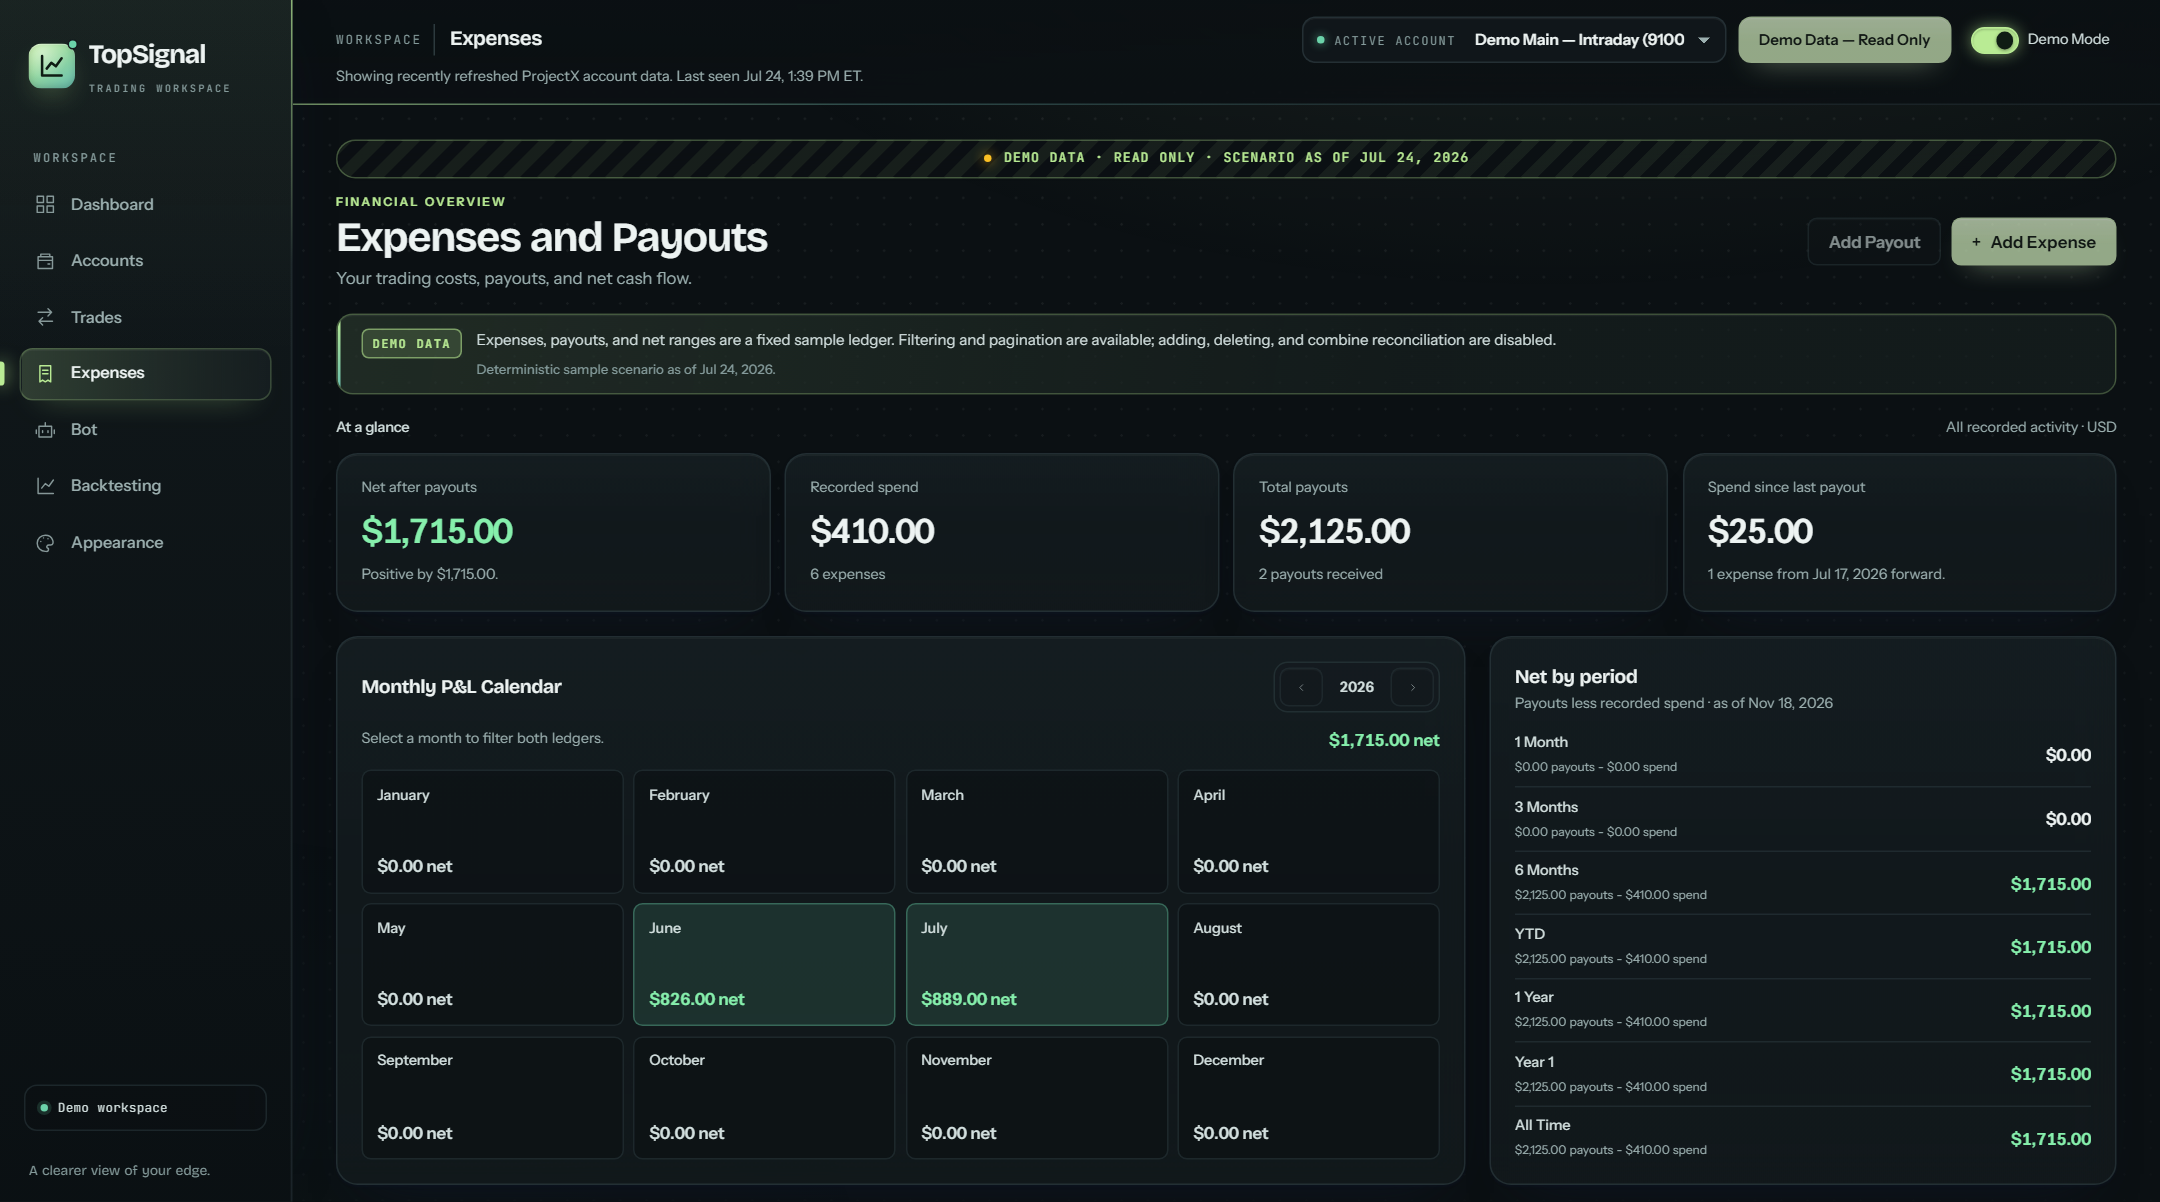 TopSignal
TRADING WORKSPACE
WORKSPACE
Dashboard
Accounts
Trades
Expenses
Bot
Backtesting
Appearance
Demo workspace
A clearer view of your edge.
WORKSPACE
Expenses
Showing recently refreshed ProjectX account data. Last seen Jul 24, 1:39 PM ET.
ACTIVE ACCOUNT
Demo Main — Intraday (9100
Demo Data — Read Only
Demo Mode
DEMO DATA · READ ONLY · SCENARIO AS OF JUL 24, 2026
FINANCIAL OVERVIEW
Expenses and Payouts
Your trading costs, payouts, and net cash flow.
Add Payout
+ Add Expense
DEMO DATA
Expenses, payouts, and net ranges are a fixed sample ledger. Filtering and pagination are available; adding, deleting, and combine reconciliation are disabled.
Deterministic sample scenario as of Jul 24, 2026.
At a glance
All recorded activity · USD
Net after payouts
$1,715.00
Positive by $1,715.00.
Recorded spend
$410.00
6 expenses
Total payouts
$2,125.00
2 payouts received
Spend since last payout
$25.00
1 expense from Jul 17, 2026 forward.
Monthly P&L Calendar
‹ 2026 ›
Select a month to filter both ledgers.
$1,715.00 net
January
$0.00 net
February
$0.00 net
March
$0.00 net
April
$0.00 net
May
$0.00 net
June
$826.00 net
July
$889.00 net
August
$0.00 net
September
$0.00 net
October
$0.00 net
November
$0.00 net
December
$0.00 net
Net by period
Payouts less recorded spend · as of Nov 18, 2026
1 Month
$0.00 payouts - $0.00 spend
$0.00
3 Months
$0.00 payouts - $0.00 spend
$0.00
6 Months
$2,125.00 payouts - $410.00 spend
$1,715.00
YTD
$2,125.00 payouts - $410.00 spend
$1,715.00
1 Year
$2,125.00 payouts - $410.00 spend
$1,715.00
Year 1
$2,125.00 payouts - $410.00 spend
$1,715.00
All Time
$2,125.00 payouts - $410.00 spend
$1,715.00